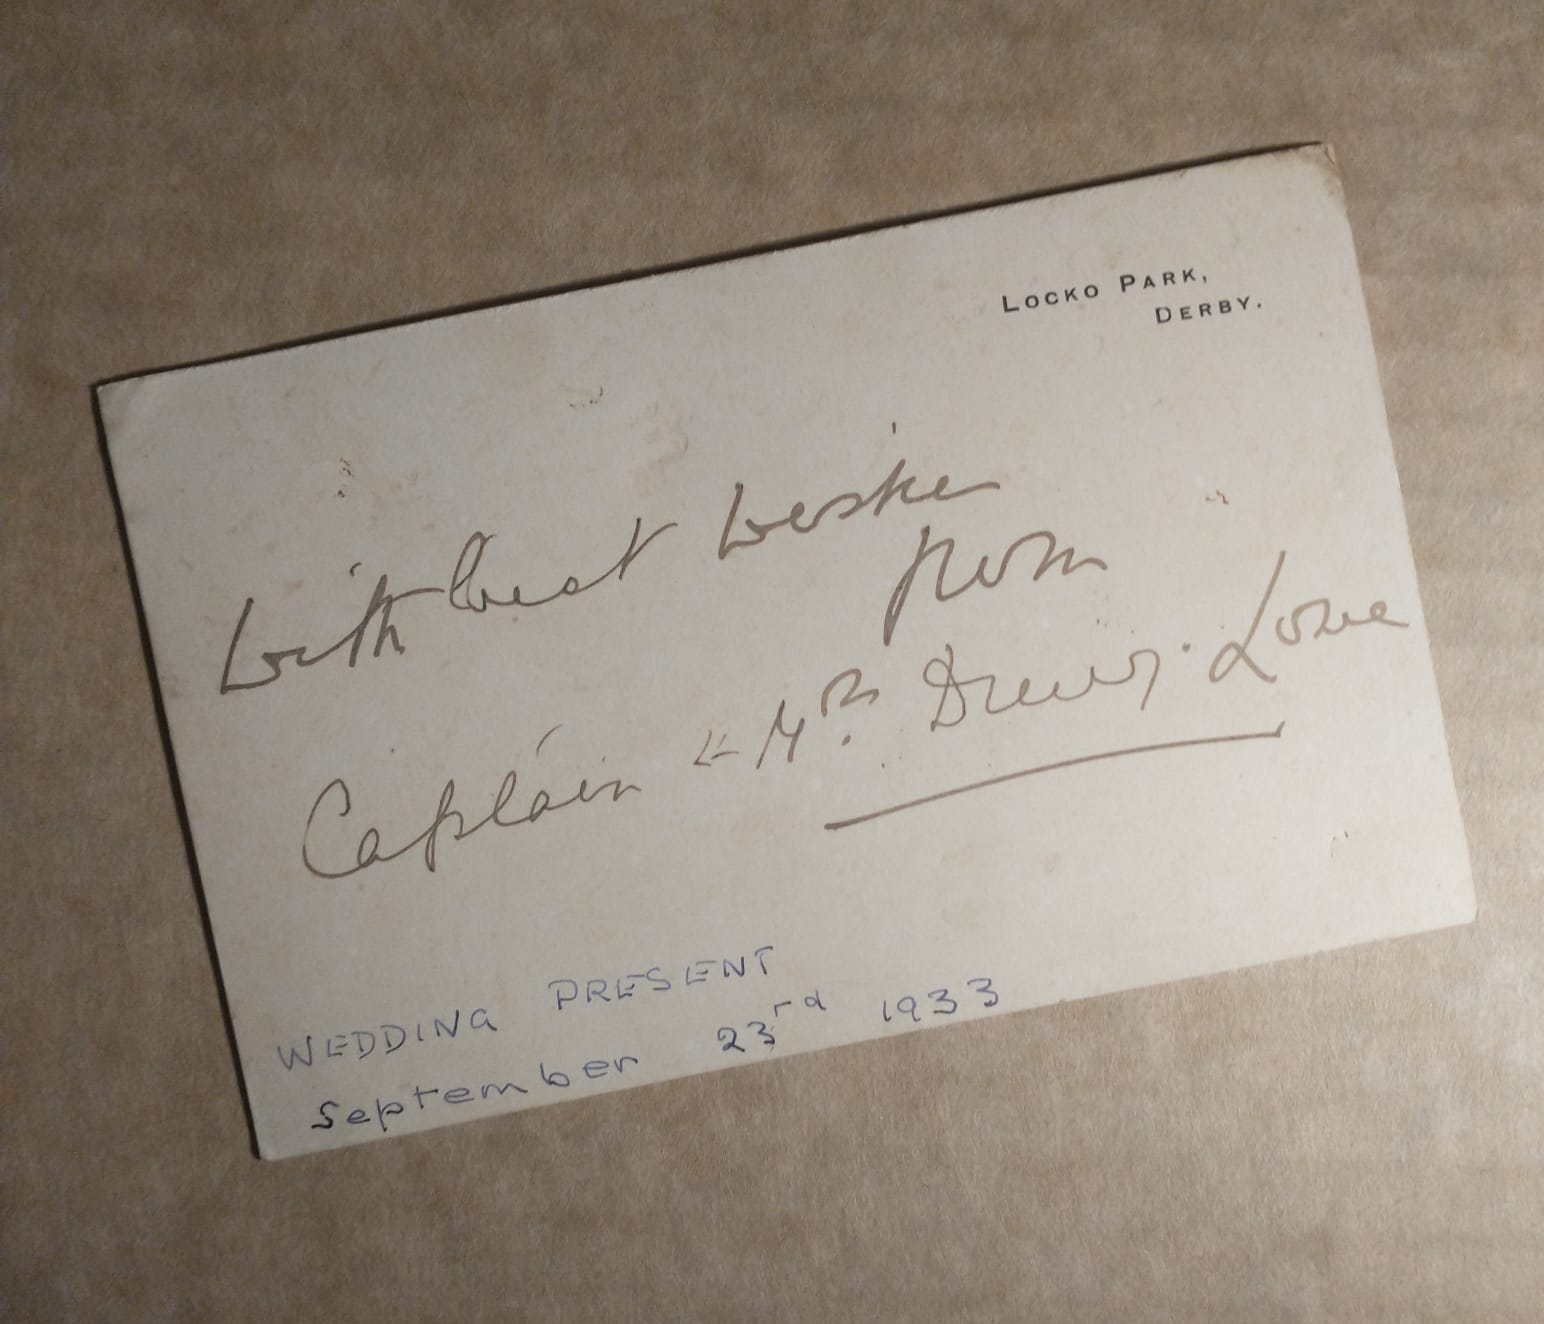 LOCKO PARK,
DERBY.
With best wishes
from
Captain & Mrs. Drury-Lowe
WEDDING PRESENT
September 23rd 1933